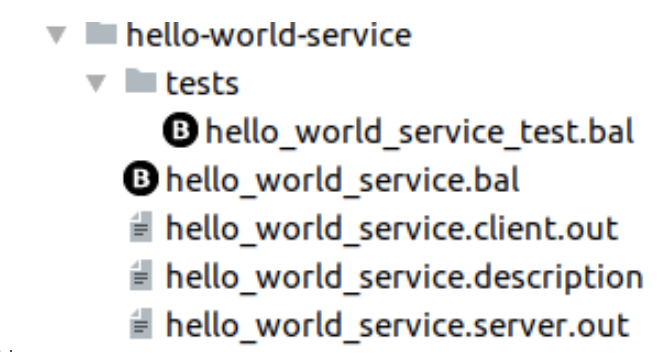 hello-world-service
tests
B hello_world_service_test.bal
B hello_world_service.bal
hello_world_service.client.out
hello_world_service.description
hello_world_service.server.out